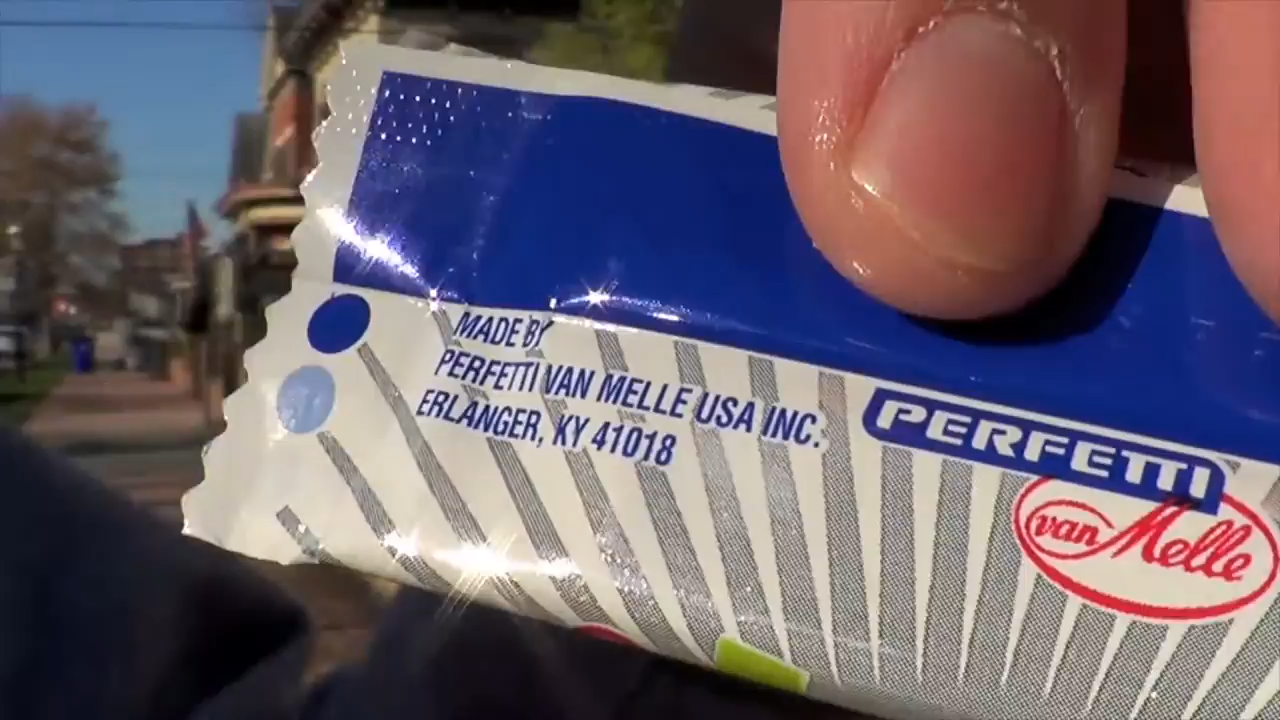 MADE BY
PERFETTI VAN MELLE USA INC.
ERLANGER, KY 41018
PERFETTI
van Melle